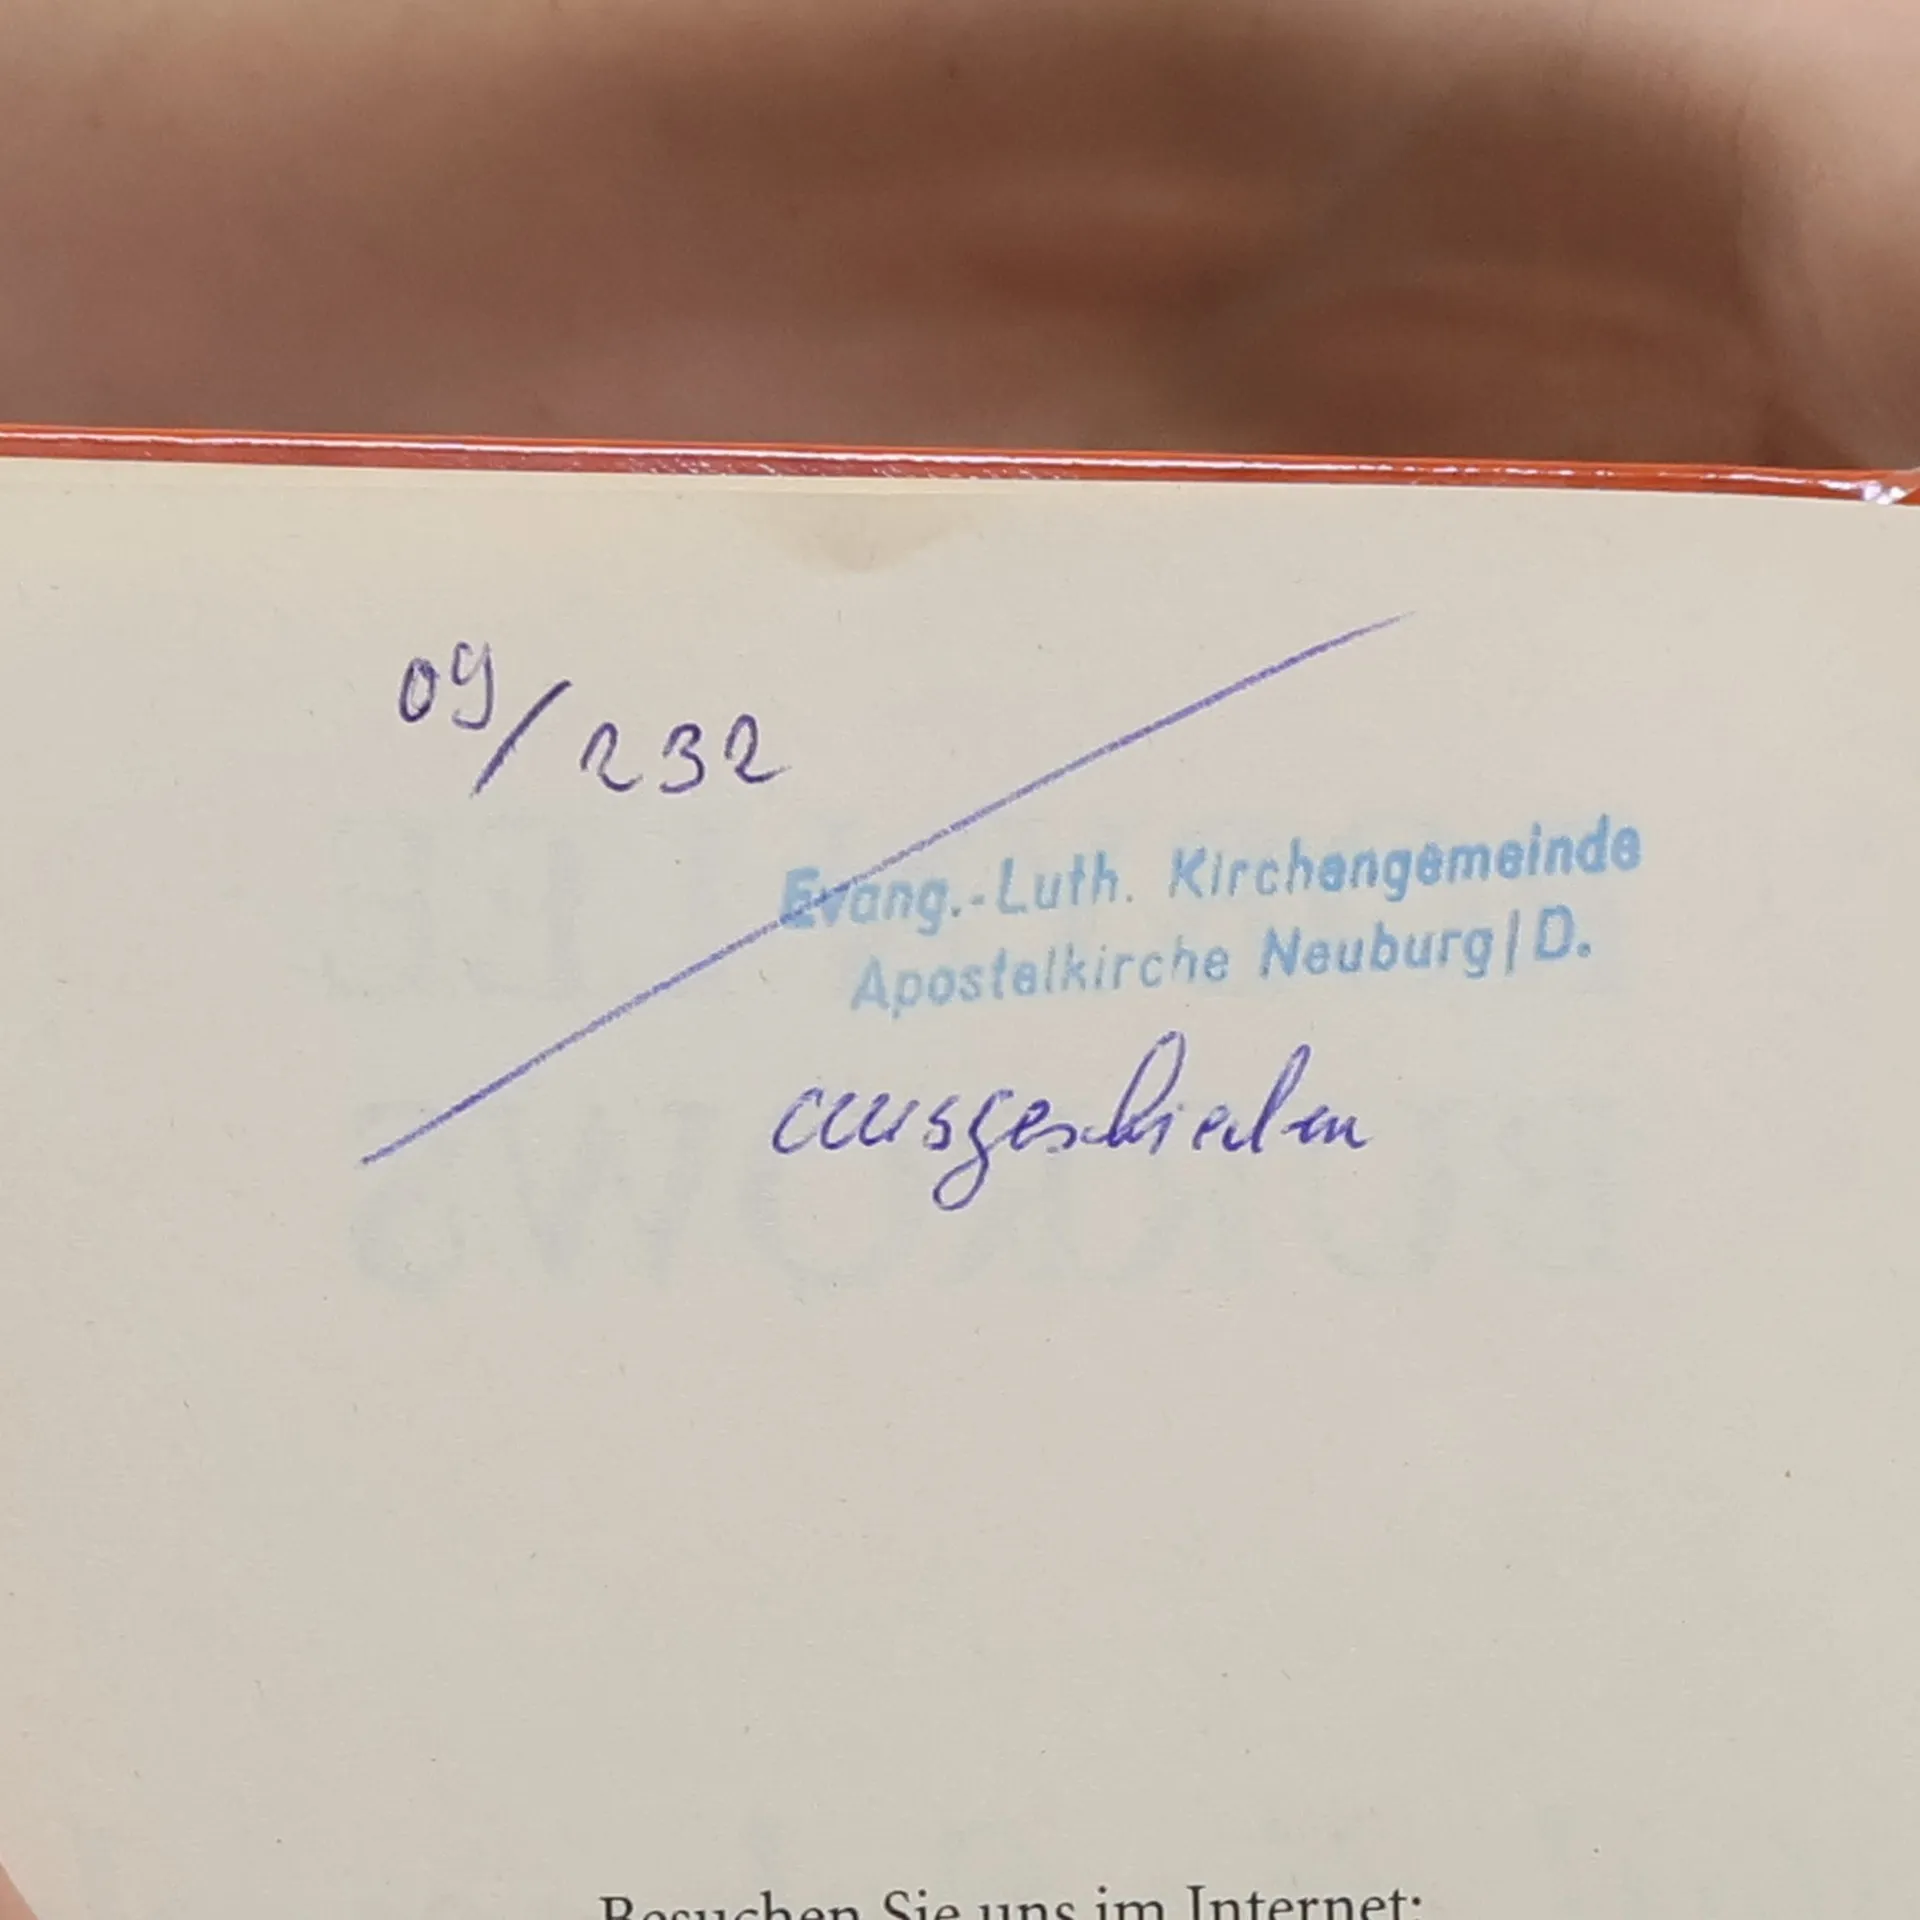 09/232
Evang.-Luth. Kirchengemeinde
Apostelkirche Neuburg/D.
ausgeschieden
Besuchen Sie uns im Internet: